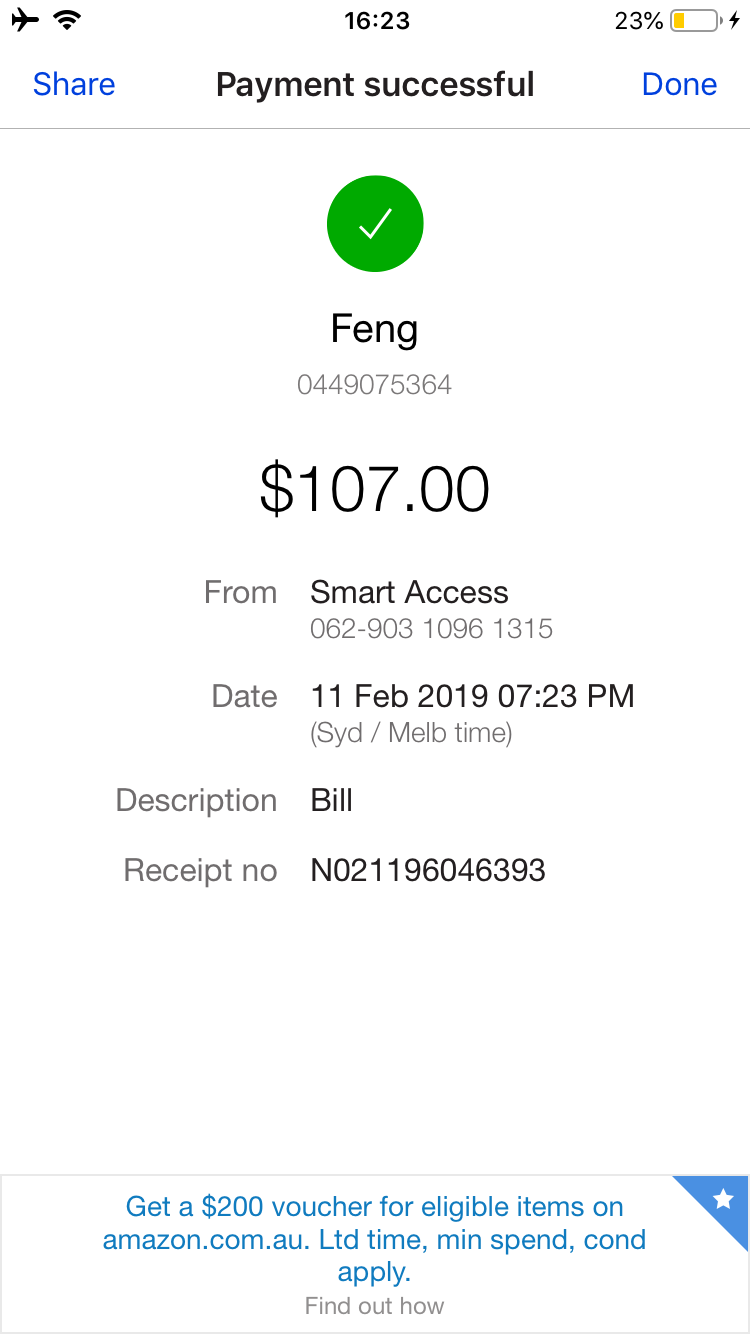 16:23
23%
Share
Payment successful
Done
Feng
0449075364
$107.00
From Smart Access
062-903 1096 1315
Date 11 Feb 2019 07:23 PM
(Syd / Melb time)
Description Bill
Receipt no N021196046393
Get a $200 voucher for eligible items on
amazon.com.au. Ltd time, min spend, cond
apply.
Find out how